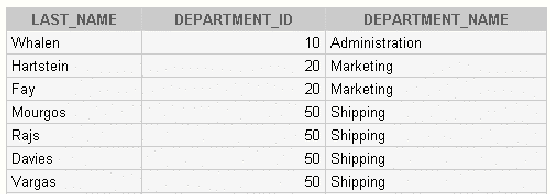 LAST_NAME DEPARTMENT_ID DEPARTMENT_NAME
Whalen 10 Administration
Hartstein 20 Marketing
Fay 20 Marketing
Mourgos 50 Shipping
Rajs 50 Shipping
Davies 50 Shipping
Vargas 50 Shipping